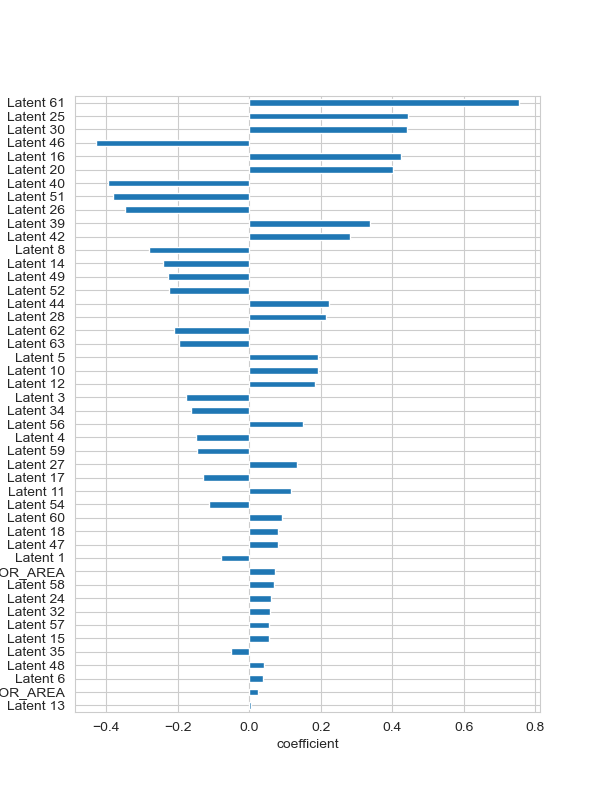 Latent 61
Latent 25
Latent 30
Latent 46
Latent 16
Latent 20
Latent 40
Latent 51
Latent 26
Latent 39
Latent 42
Latent 8
Latent 14
Latent 49
Latent 52
Latent 44
Latent 28
Latent 62
Latent 63
Latent 5
Latent 10
Latent 12
Latent 3
Latent 34
Latent 56
Latent 4
Latent 59
Latent 27
Latent 17
Latent 11
Latent 54
Latent 60
Latent 18
Latent 47
Latent 1
OR_AREA
Latent 58
Latent 24
Latent 32
Latent 57
Latent 15
Latent 35
Latent 48
Latent 6
OR_AREA
Latent 13
−0.4 −0.2 0.0 0.2 0.4 0.6 0.8
coefficient